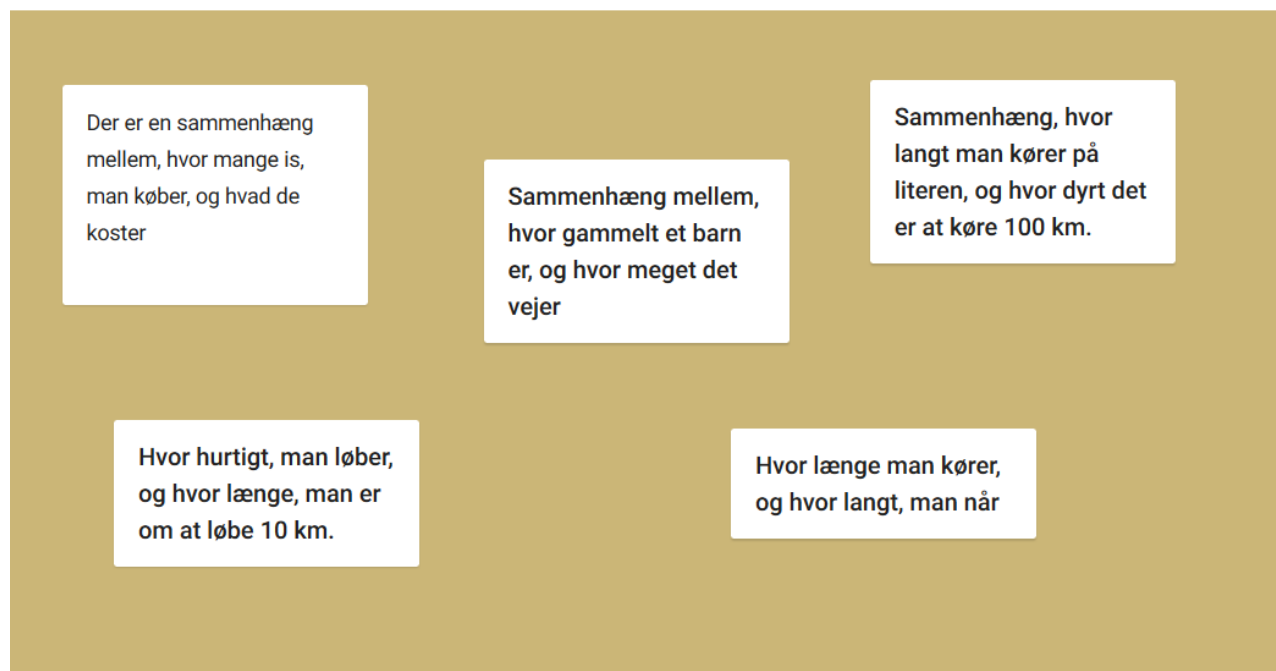 Der er en sammenhæng
mellem, hvor mange is,
man køber, og hvad de
koster
Sammenhæng mellem,
hvor gammelt et barn
er, og hvor meget det
vejer
Sammenhæng, hvor
langt man kører på
literen, og hvor dyrt det
er at køre 100 km.
Hvor hurtigt, man løber,
og hvor længe, man er
om at løbe 10 km.
Hvor længe man kører,
og hvor langt, man når